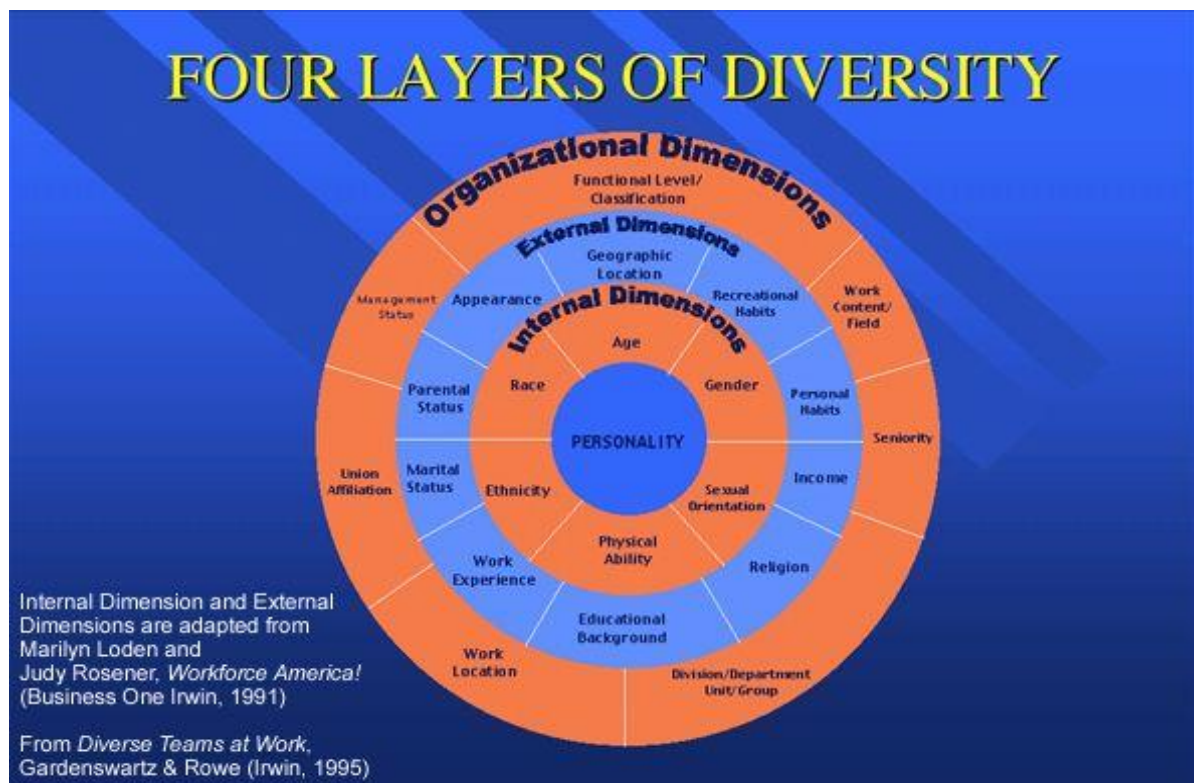 FOUR LAYERS OF DIVERSITY
Organizational Dimensions
Functional Level/
Classification
External Dimensions
Geographic
Location
Recreational
Habits
Personal
Habits
Income
Religion
Educational
Background
Work
Experience
Marital
Status
Parental
Status
Appearance
Internal Dimensions
Age
Gender
Sexual
Orientation
Physical
Ability
Ethnicity
Race
PERSONALITY
Work
Content/
Field
Seniority
Division/Department
Unit/Group
Work
Location
Union
Affiliation
Management
Status
Internal Dimension and External
Dimensions are adapted from
Marilyn Loden and
Judy Rosener, Workforce America!
(Business One Irwin, 1991)
From Diverse Teams at Work,
Gardenswartz & Rowe (Irwin, 1995)